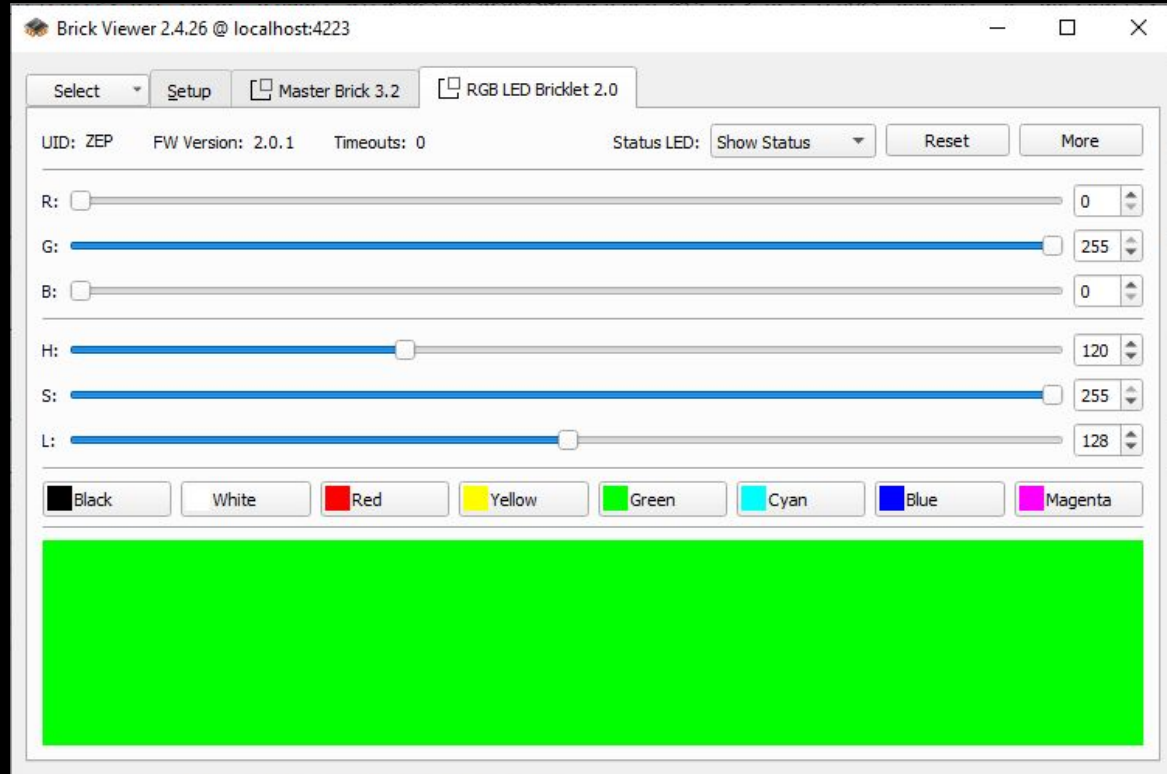 Brick Viewer 2.4.26 @ localhost:4223
Select Setup Master Brick 3.2 RGB LED Bricklet 2.0
UID: ZEP FW Version: 2.0.1 Timeouts: 0 Status LED: Show Status Reset More
R: 0
G: 255
B: 0
H: 120
S: 255
L: 128
Black White Red Yellow Green Cyan Blue Magenta